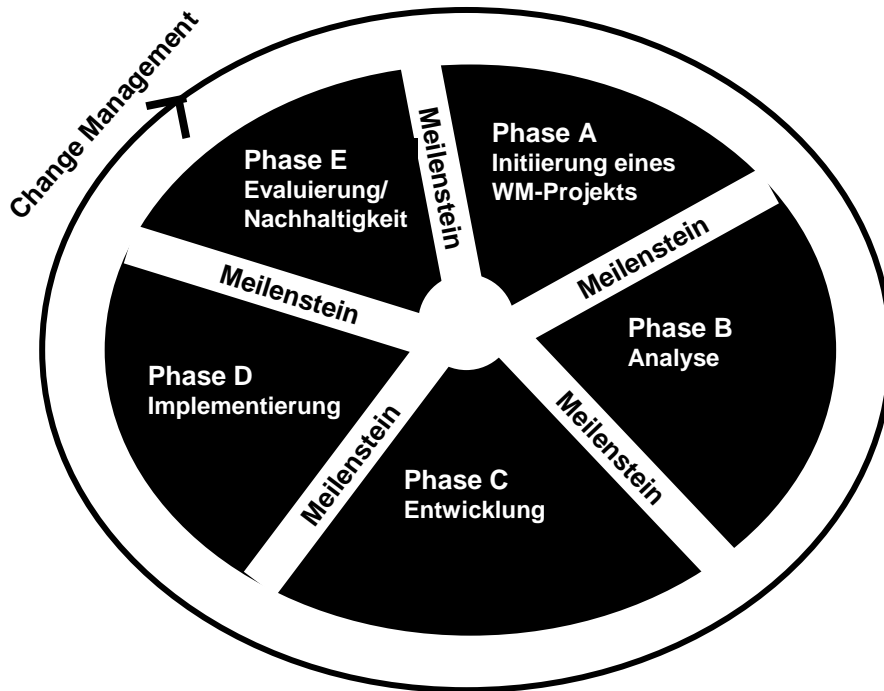 Change Management
Phase A
Initiierung eines
WM-Projekts
Meilenstein
Phase B
Analyse
Meilenstein
Phase C
Entwicklung
Meilenstein
Phase D
Implementierung
Meilenstein
Phase E
Evaluierung/
Nachhaltigkeit
Meilenstein